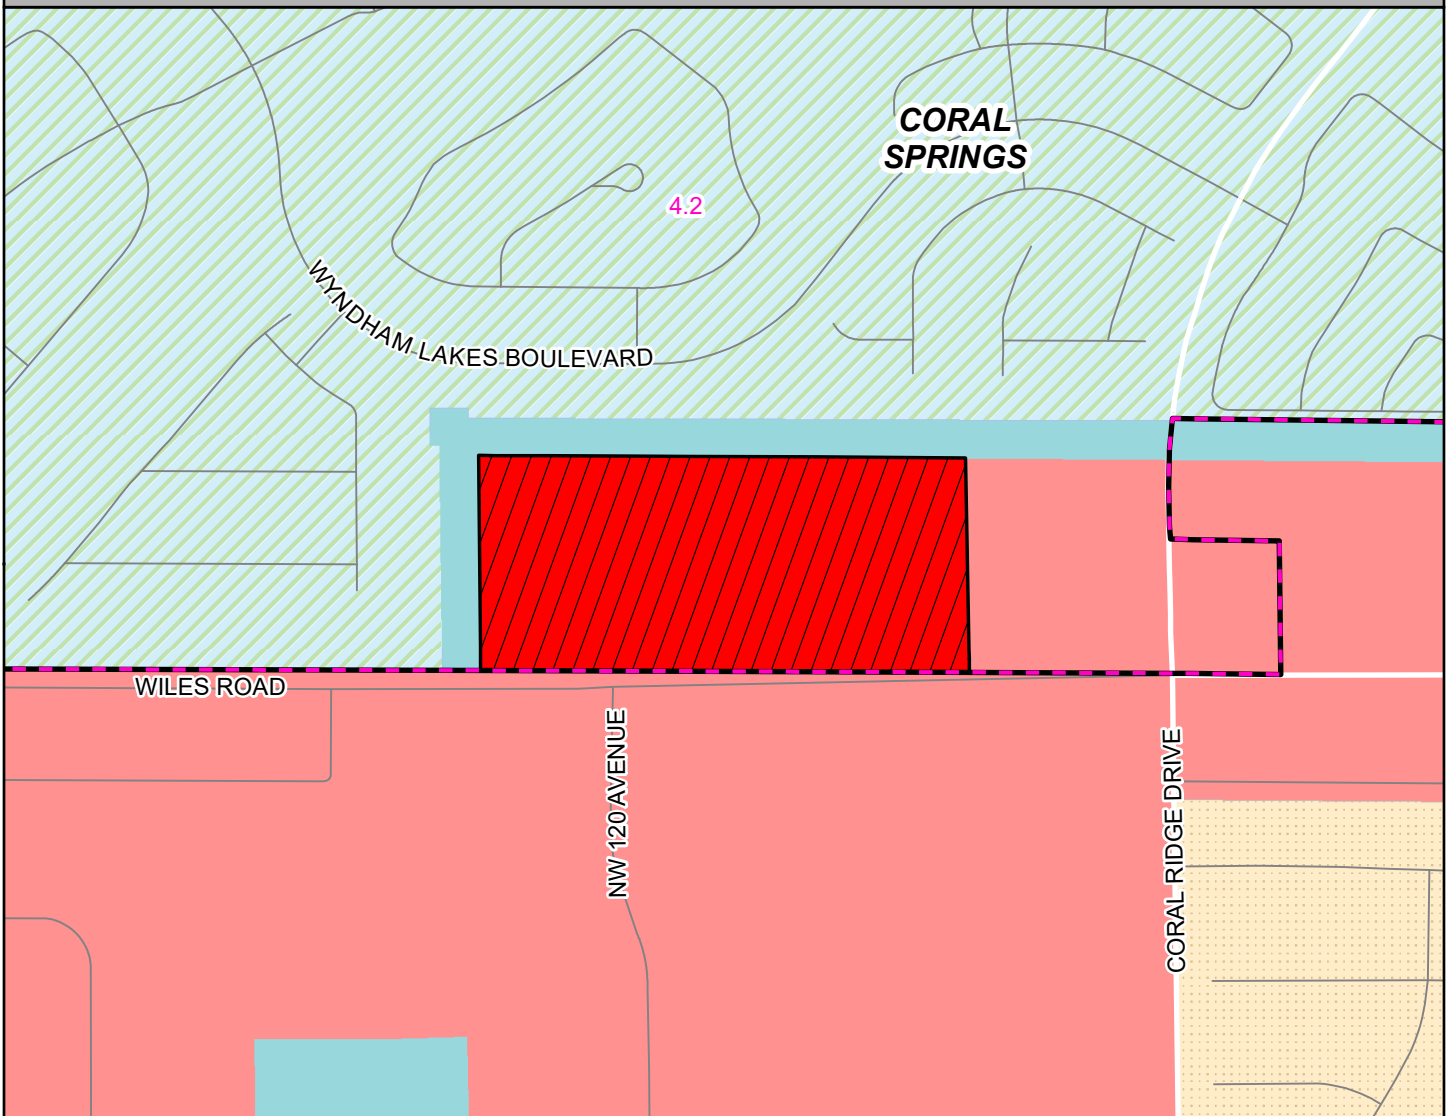 CORAL
SPRINGS
4.2
WYNDHAM LAKES BOULEVARD
WILES ROAD
NW 120 AVENUE
CORAL RIDGE DRIVE